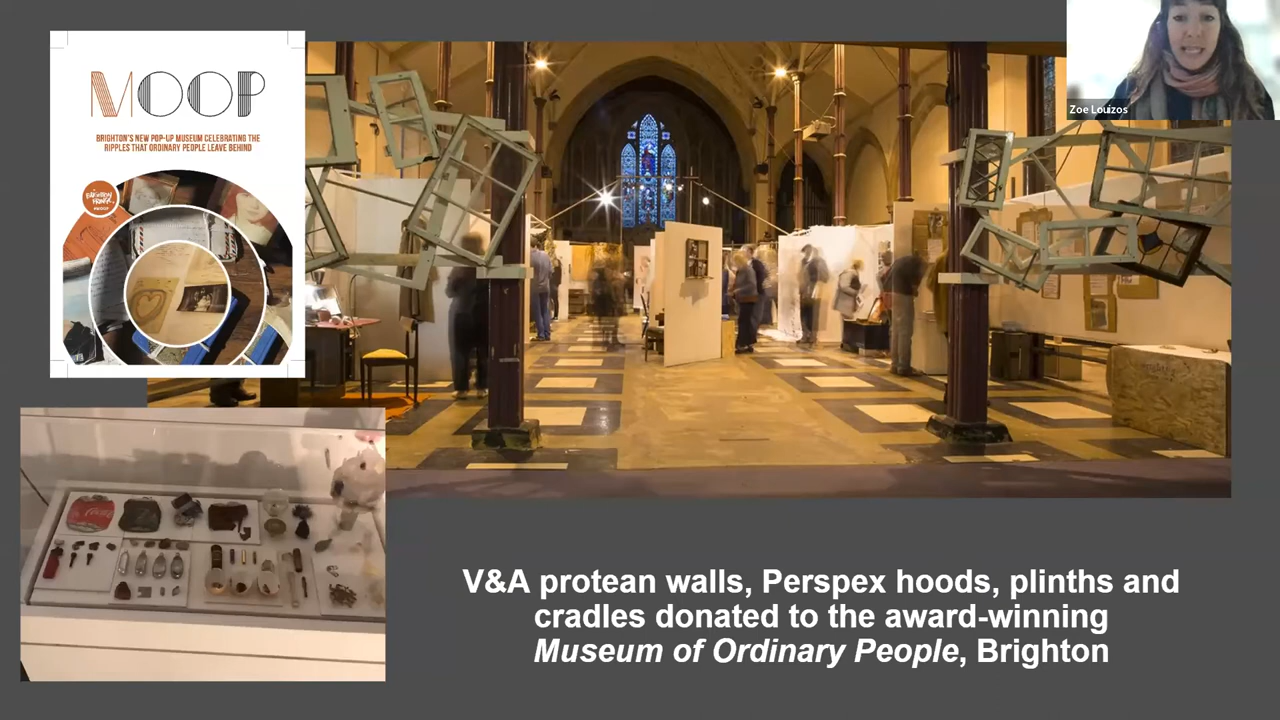 MOOP
BRIGHTON'S NEW POP-UP MUSEUM CELEBRATING THE
RIPPLES THAT ORDINARY PEOPLE LEAVE BEHIND
Zoe Louizos
V&A protean walls, Perspex hoods, plinths and
cradles donated to the award-winning
Museum of Ordinary People, Brighton